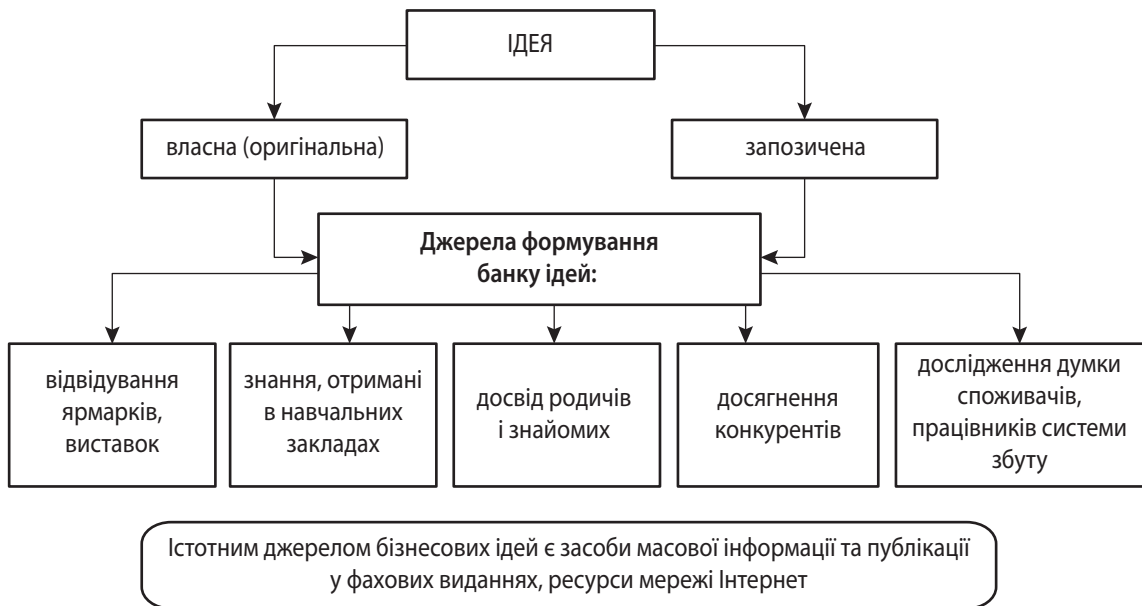 ІДЕЯ
власна (оригінальна)
запозичена
Джерела формування
банку ідей:
відвідування
ярмарків,
виставок
знання, отримані
в навчальних
закладах
досвід родичів
і знайомих
досягнення
конкурентів
дослідження думки
споживачів,
працівників системи
збуту
Істотним джерелом бізнесових ідей є засоби масової інформації та публікації
у фахових виданнях, ресурси мережі Інтернет